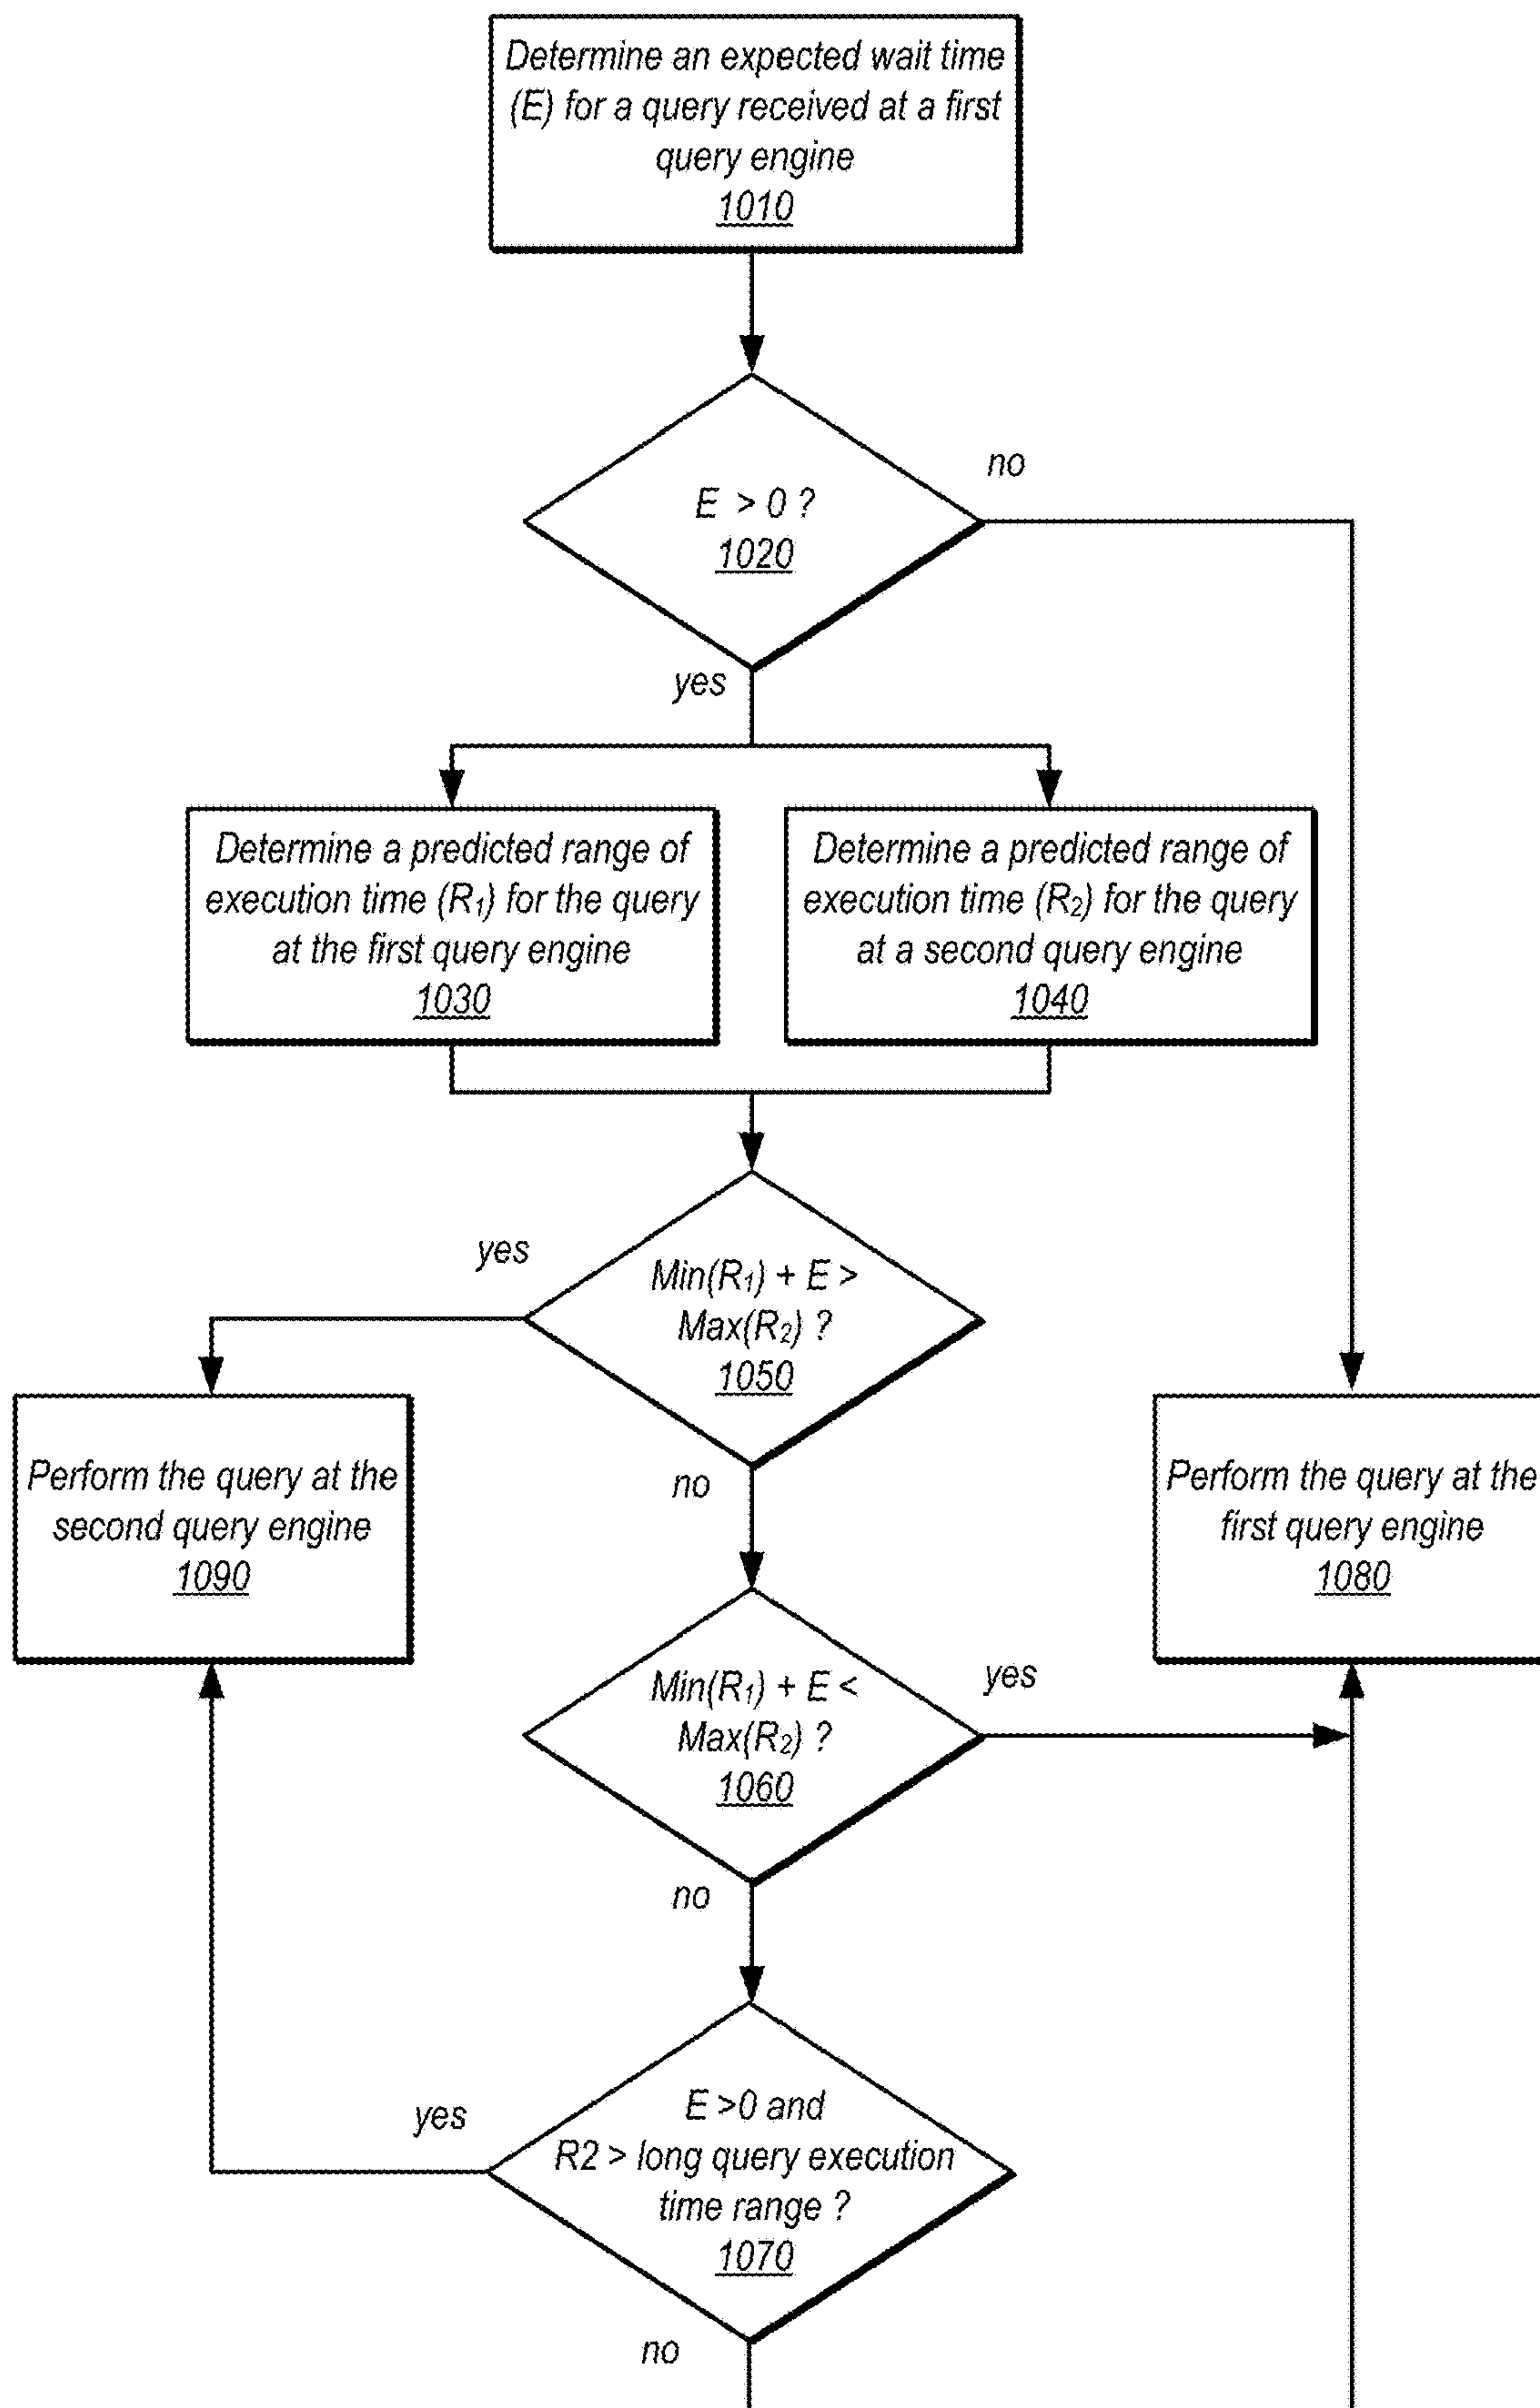 Determine an expected wait time
(E) for a query received at a first
query engine
1010
no
E > 0 ?
1020
yes
Determine a predicted range of
execution time (R₁) for the query
at the first query engine
1030
Determine a predicted range of
execution time (R₂) for the query
at a second query engine
1040
yes
Min(R₁) + E >
Max(R₂) ?
1050
no
Perform the query at the
second query engine
1090
Perform the query at the
first query engine
1080
Min(R₁) + E <
Max(R₂) ?
1060
yes
no
yes
E >0 and
R2 > long query execution
time range ?
1070
no